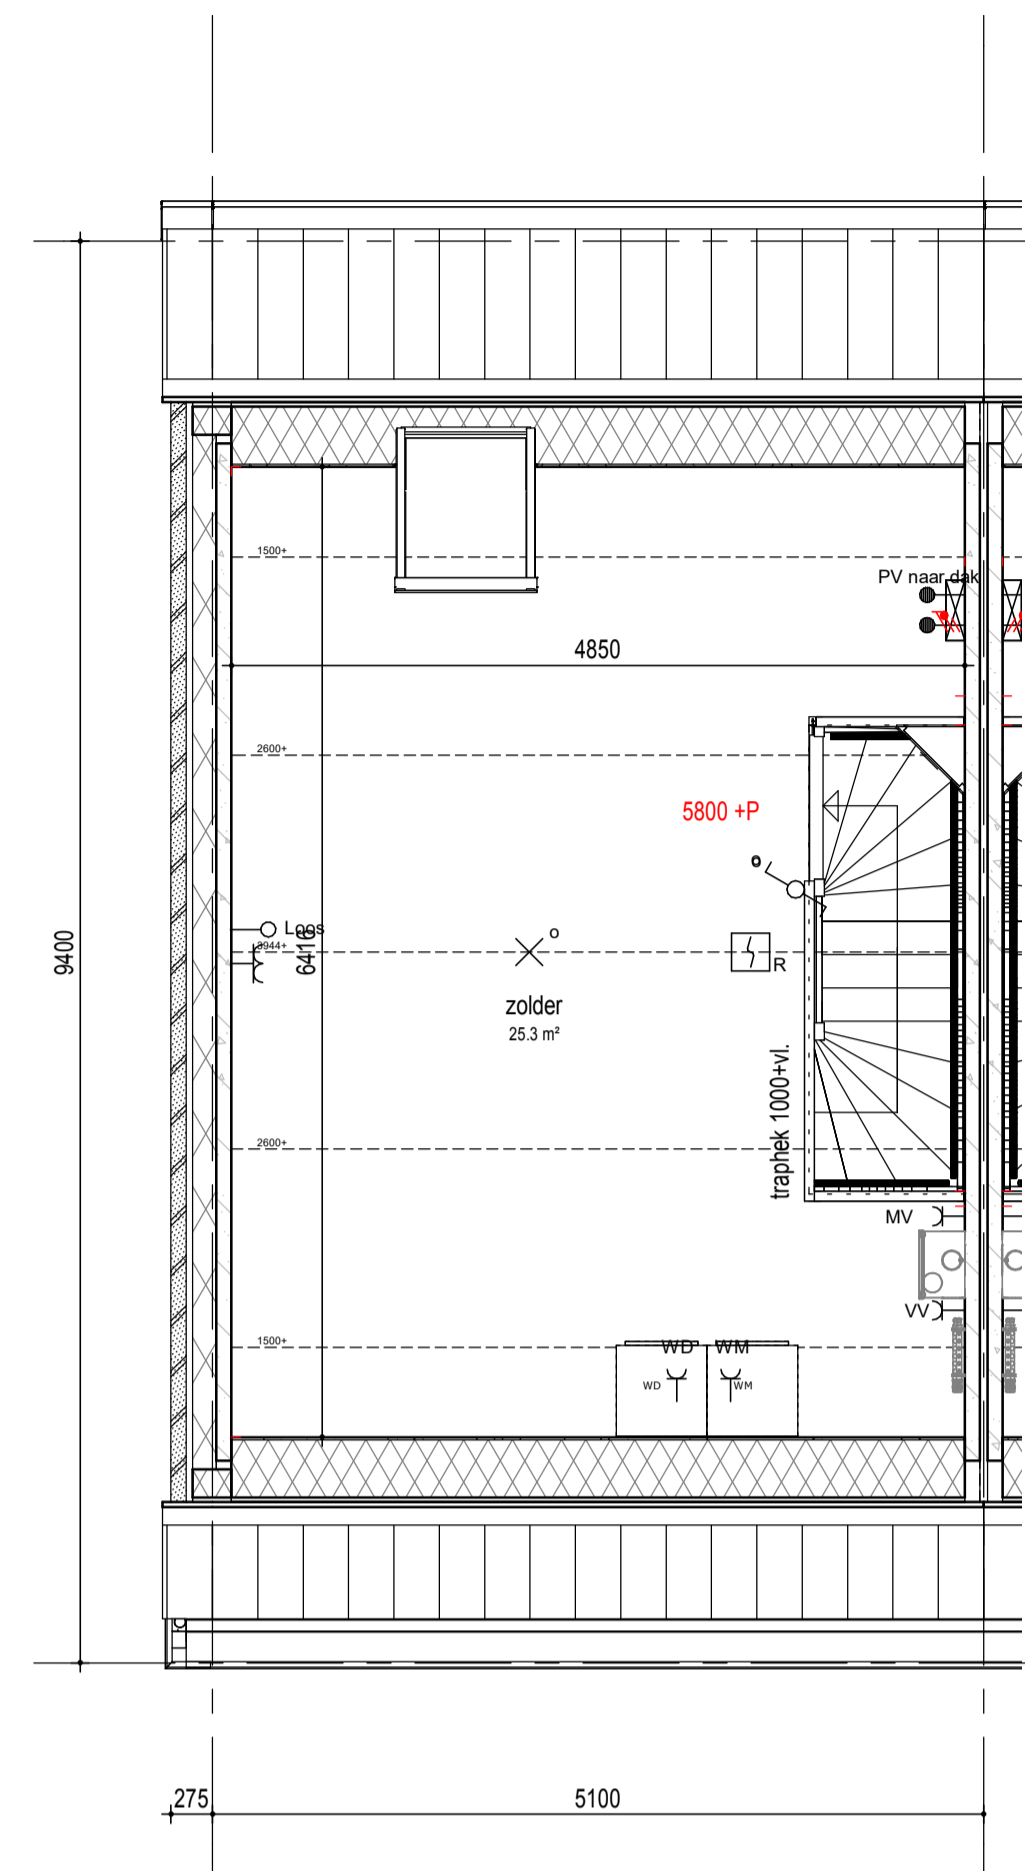 1500+
PV naar dak
4850
2600+
5800 +P
o
Loos
o
3944+
6416
9400
R
zolder
25.3 m²
traphek 1000+vl.
2600+
MV
VV
1500+
WD WM
WD WM
275 5100